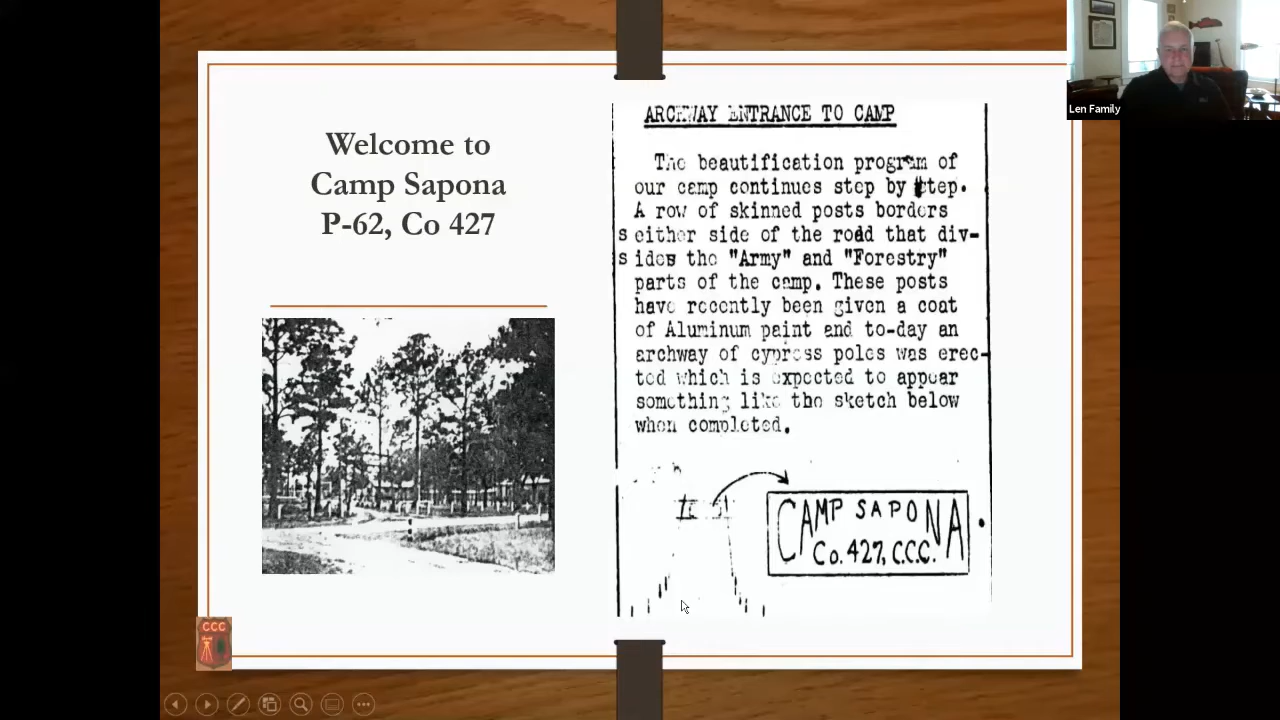 Welcome to
Camp Sapona
P-62, Co 427
ARCHWAY ENTRANCE TO CAMP
The beautification program of
our camp continues step by step.
A row of skinned posts borders
s either side of the road that div-
s ides the "Army" and "Forestry"
parts of the camp. These posts
have recently been given a coat
of Aluminum paint and to-day an
archway of cypress poles was erec-
ted which is expected to appear
something like the sketch below
when completed.
CAMP SAPONA
Co. 427, C.C.C.
CCC
Len Family